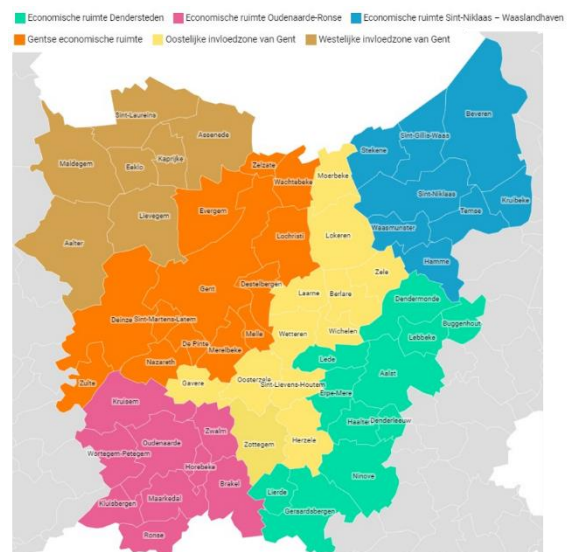 Economische ruimte Dendersteden Economische ruimte Oudenaarde-Ronse Economische ruimte Sint-Niklaas – Waaslandhaven
Gentse economische ruimte Oostelijke invloedzone van Gent Westelijke invloedzone van Gent
Sint-Laureins
Assenede
Beveren
Sint-Gillis-Waas
Stekene
Maldegem
Eeklo
Kaprijke
Zelzate
Moerbeke
Wachtebeke
Sint-Niklaas
Kruibeke
Temse
Evergem
Lievegem
Lochristi
Lokeren
Waasmunster
Aalter
Hamme
Zele
Destelbergen
Gent
Laarne
Berlare
Dendermonde
Deinze
Sint-Martens-Latem
Buggenhout
Melle
Wetteren
Wichelen
Lebbeke
De Pinte
Merelbeke
Nazareth
Lede
Aalst
Zulte
Gavere
Oosterzele
Sint-Lievens-Houtem
Erpe-Mere
Kruisem
Haaltert
Denderleeuw
Zwalm
Oudenaarde
Herzele
Zottegem
Wortegem-Petegem
Horebeke
Ninove
Brakel
Lierde
Kluisbergen
Maarkedal
Geraardsbergen
Ronse